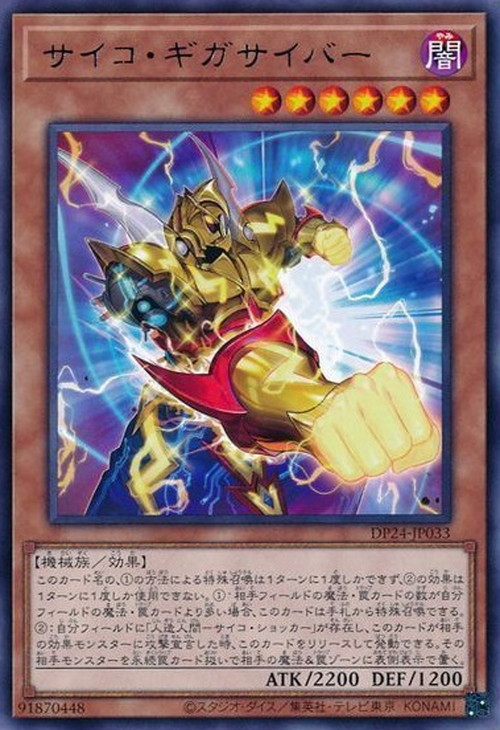 サイコ・ギガサイバー
闇
やみ
DP24-JP033
【機械族／効果】
このカード名の、①の方法による特殊召喚は1ターンに1度しかできず、②の効果は
1ターンに1度しか使用できない。①：相手フィールドの魔法・罠カードの数が自分
フィールドの魔法・罠カードより多い場合、このカードは手札から特殊召喚できる。
②：自分フィールドに「人造人間－サイコ・ショッカー」が存在し、このカードが相手
の効果モンスターに攻撃宣言した時、このカードをリリースして発動できる。その
相手モンスターを永続罠カード扱いで相手の魔法＆罠ゾーンに表側表示で置く。
ATK/2200 DEF/1200
91870448
©スタジオ・ダイス／集英社・テレビ東京 KONAMI